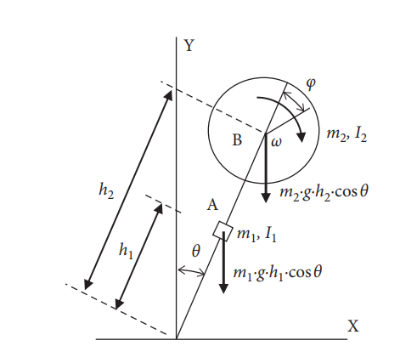 Y
φ
B
ω
m₂, I₂
h₂
m₂·g·h₂·cosθ
A
h₁
m₁, I₁
θ
m₁·g·h₁·cosθ
X